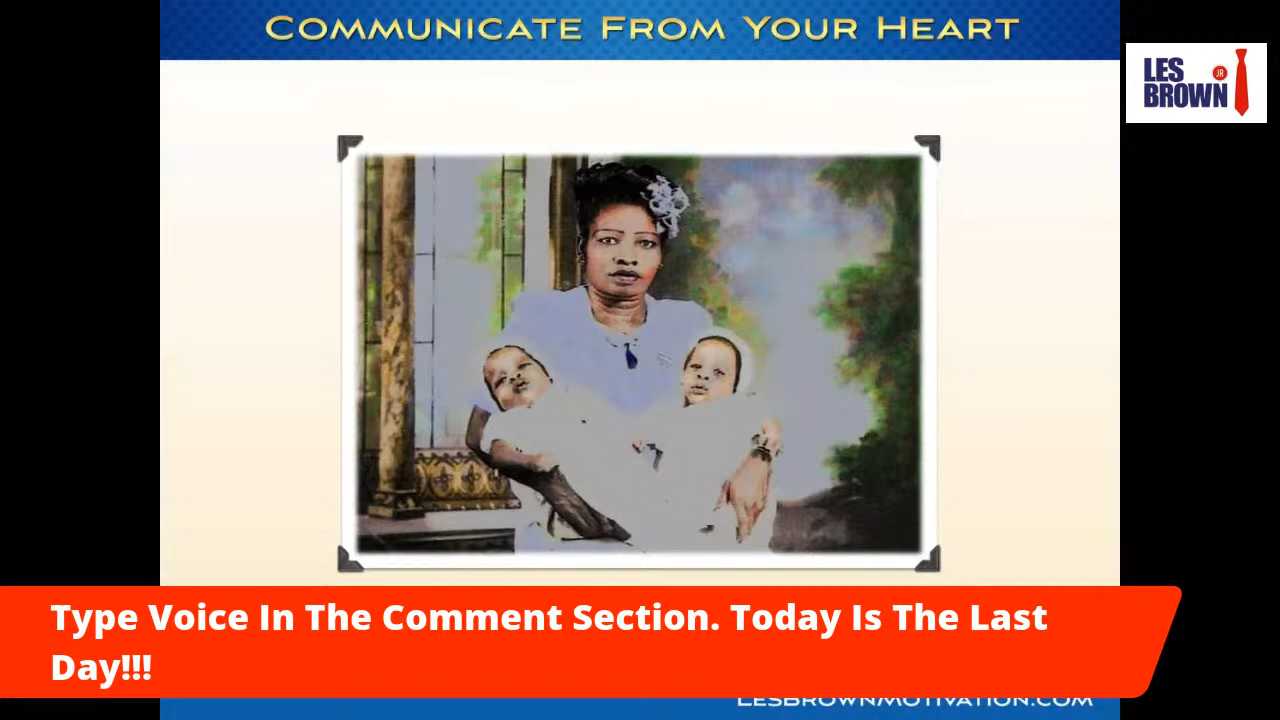 COMMUNICATE FROM YOUR HEART
LES
BROWN
JR
Type Voice In The Comment Section. Today Is The Last
Day!!!
LESBROWNMOTIVATION.COM